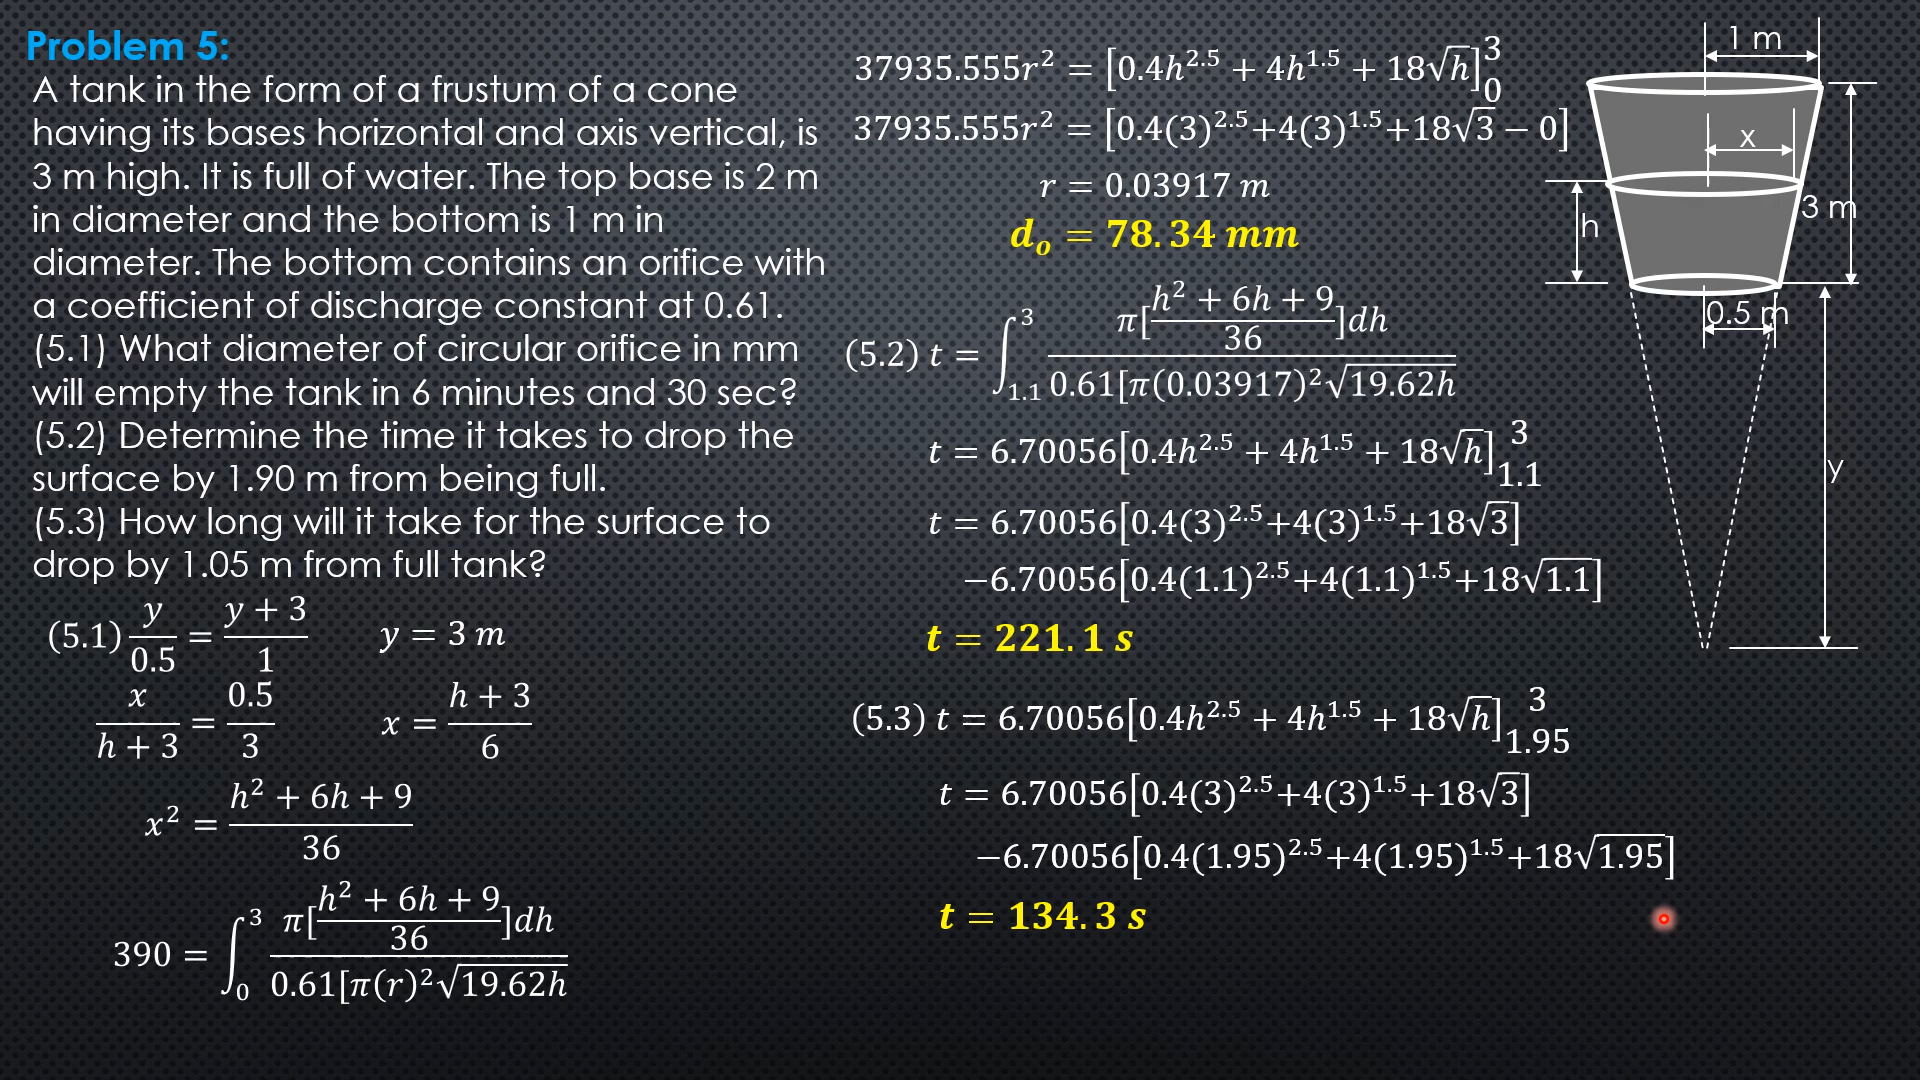 Problem 5:
A tank in the form of a frustum of a cone
having its bases horizontal and axis vertical, is
3 m high. It is full of water. The top base is 2 m
in diameter and the bottom is 1 m in
diameter. The bottom contains an orifice with
a coefficient of discharge constant at 0.61.
(5.1) What diameter of circular orifice in mm
will empty the tank in 6 minutes and 30 sec?
(5.2) Determine the time it takes to drop the
surface by 1.90 m from being full.
(5.3) How long will it take for the surface to
drop by 1.05 m from full tank?
(5.1) y/0.5 = (y + 3)/1 y = 3 m
x/(h + 3) = 0.5/3 x = (h + 3)/6
x² = (h² + 6h + 9)/36
390 = ∫₀³ π[(h² + 6h + 9)/36]dh / 0.61[π(r)²√19.62h
37935.555r² = [0.4h^2.5 + 4h^1.5 + 18√h] 3 0
37935.555r² = [0.4(3)^2.5+4(3)^1.5+18√3 − 0]
r = 0.03917 m
dₒ = 78.34 mm
(5.2) t = ∫ 3 1.1 π[(h² + 6h + 9)/36]dh / 0.61[π(0.03917)²√19.62h
t = 6.70056[0.4h^2.5 + 4h^1.5 + 18√h] 3 1.1
t = 6.70056[0.4(3)^2.5+4(3)^1.5+18√3]
−6.70056[0.4(1.1)^2.5+4(1.1)^1.5+18√1.1]
t = 221.1 s
(5.3) t = 6.70056[0.4h^2.5 + 4h^1.5 + 18√h] 3 1.95
t = 6.70056[0.4(3)^2.5+4(3)^1.5+18√3]
−6.70056[0.4(1.95)^2.5+4(1.95)^1.5+18√1.95]
t = 134.3 s
1 m
x
3 m
h
0.5 m
y